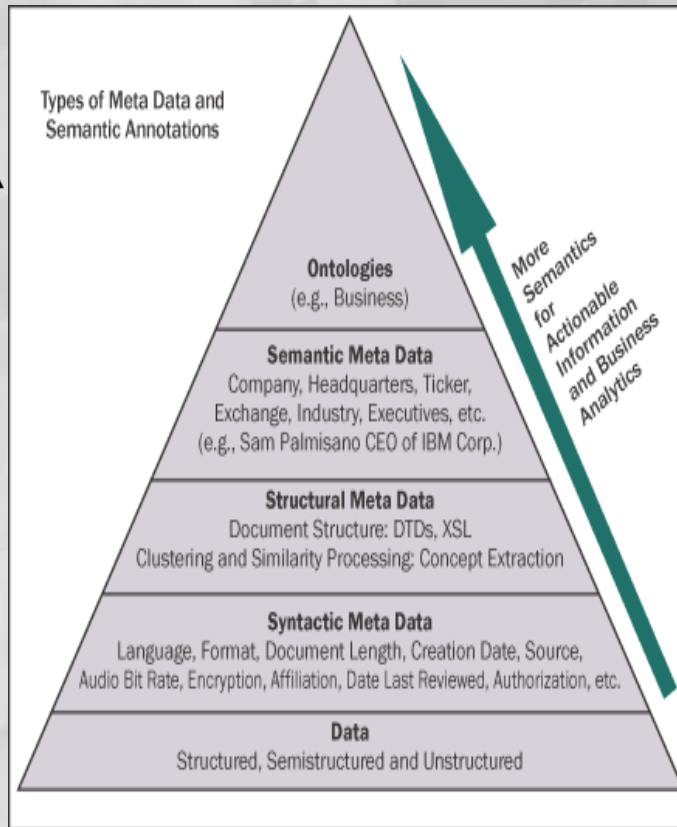 Types of Meta Data and
Semantic Annotations
Ontologies
(e.g., Business)
Semantic Meta Data
Company, Headquarters, Ticker,
Exchange, Industry, Executives, etc.
(e.g., Sam Palmisano CEO of IBM Corp.)
Structural Meta Data
Document Structure: DTDs, XSL
Clustering and Similarity Processing: Concept Extraction
Syntactic Meta Data
Language, Format, Document Length, Creation Date, Source,
Audio Bit Rate, Encryption, Affiliation, Date Last Reviewed, Authorization, etc.
Data
Structured, Semistructured and Unstructured
More
Semantics
for
Actionable
Information
and Business
Analytics